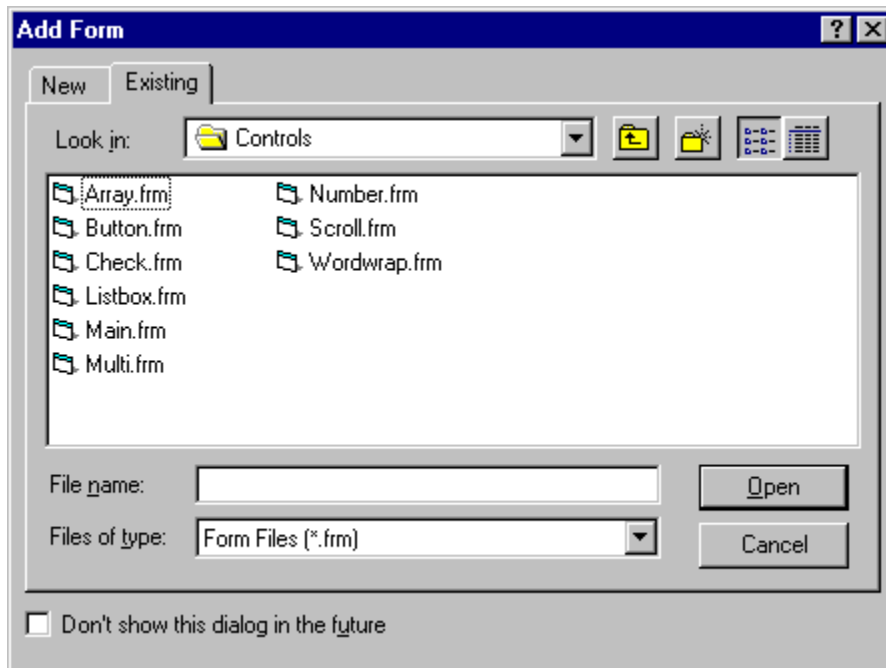 Add Form
New Existing
Look in: Controls
Array.frm Number.frm
Button.frm Scroll.frm
Check.frm Wordwrap.frm
Listbox.frm
Main.frm
Multi.frm
File name: Open
Files of type: Form Files (*.frm) Cancel
Don't show this dialog in the future